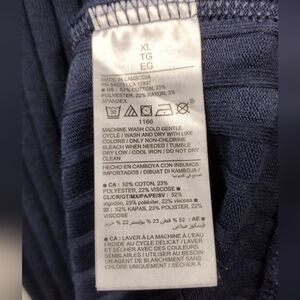 XL
TG
EG
MADE IN CAMBODIA
US : 52% COTTON, 23%
POLYESTER, 22% RAYON, 3%
SPANDEX
1166
MACHINE WASH COLD GENTLE
CYCLE / WASH AND DRY WITH LIKE
COLORS / ONLY NON-CHLORINE
BLEACH WHEN NEEDED / TUMBLE
DRY LOW / COOL IRON / DO NOT DRY
CLEAN
HECHO EN CAMBOYA CON INSUMOS
IMPORTADOS / DIBUAT DI KAMBOJA /
CA : 52% COTON, 23%
POLYESTER, 22% VISCOSE
CL/CR/GT/MX/PA/PE/SV : 52%
algodón, 23% poliéster, 22% viscosa
ID : 52% KAPAS, 23% POLIESTER, 22%
VISCOSE
CA : LAVER À LA MACHINE À L'EAU
FROIDE AU CYCLE DÉLICAT / LAVER
ET SÉCHER AVEC DES COULEURS
SEMBLABLES / UTILISER
UN AGENT DE BLANCHIMENT SANS
CHLORE AU BESOIN / SÉCHER